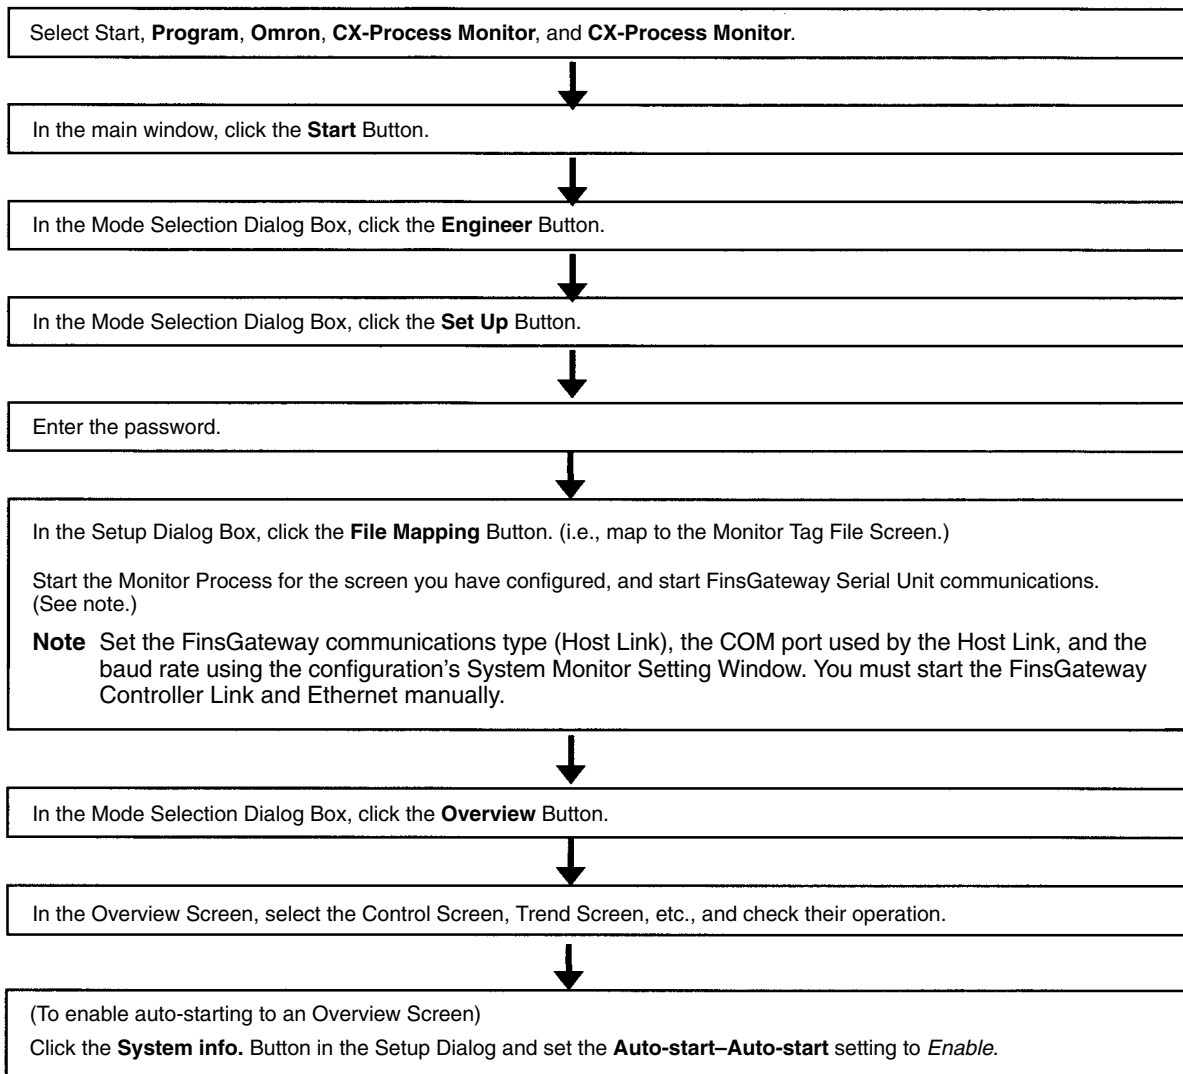 Select Start, Program, Omron, CX-Process Monitor, and CX-Process Monitor.
In the main window, click the Start Button.
In the Mode Selection Dialog Box, click the Engineer Button.
In the Mode Selection Dialog Box, click the Set Up Button.
Enter the password.
In the Setup Dialog Box, click the File Mapping Button. (i.e., map to the Monitor Tag File Screen.)
Start the Monitor Process for the screen you have configured, and start FinsGateway Serial Unit communications.
(See note.)
Note Set the FinsGateway communications type (Host Link), the COM port used by the Host Link, and the
baud rate using the configuration's System Monitor Setting Window. You must start the FinsGateway
Controller Link and Ethernet manually.
In the Mode Selection Dialog Box, click the Overview Button.
In the Overview Screen, select the Control Screen, Trend Screen, etc., and check their operation.
(To enable auto-starting to an Overview Screen)
Click the System info. Button in the Setup Dialog and set the Auto-start–Auto-start setting to Enable.